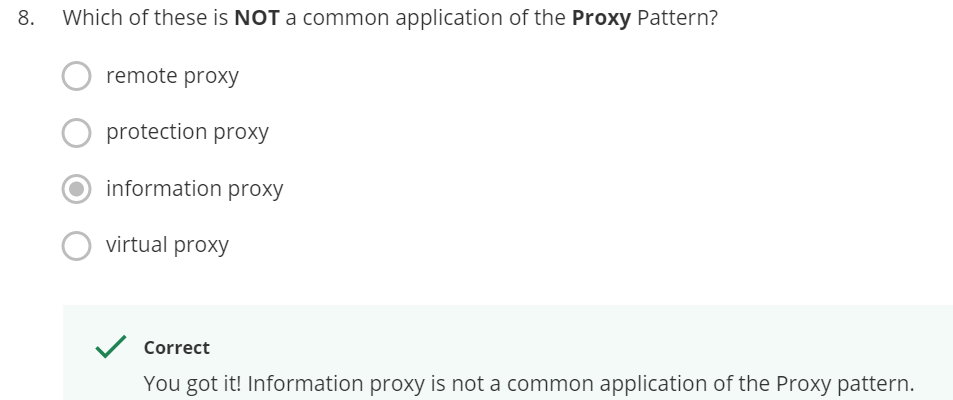 8. Which of these is NOT a common application of the Proxy Pattern?
remote proxy
protection proxy
information proxy
virtual proxy
Correct
You got it! Information proxy is not a common application of the Proxy pattern.